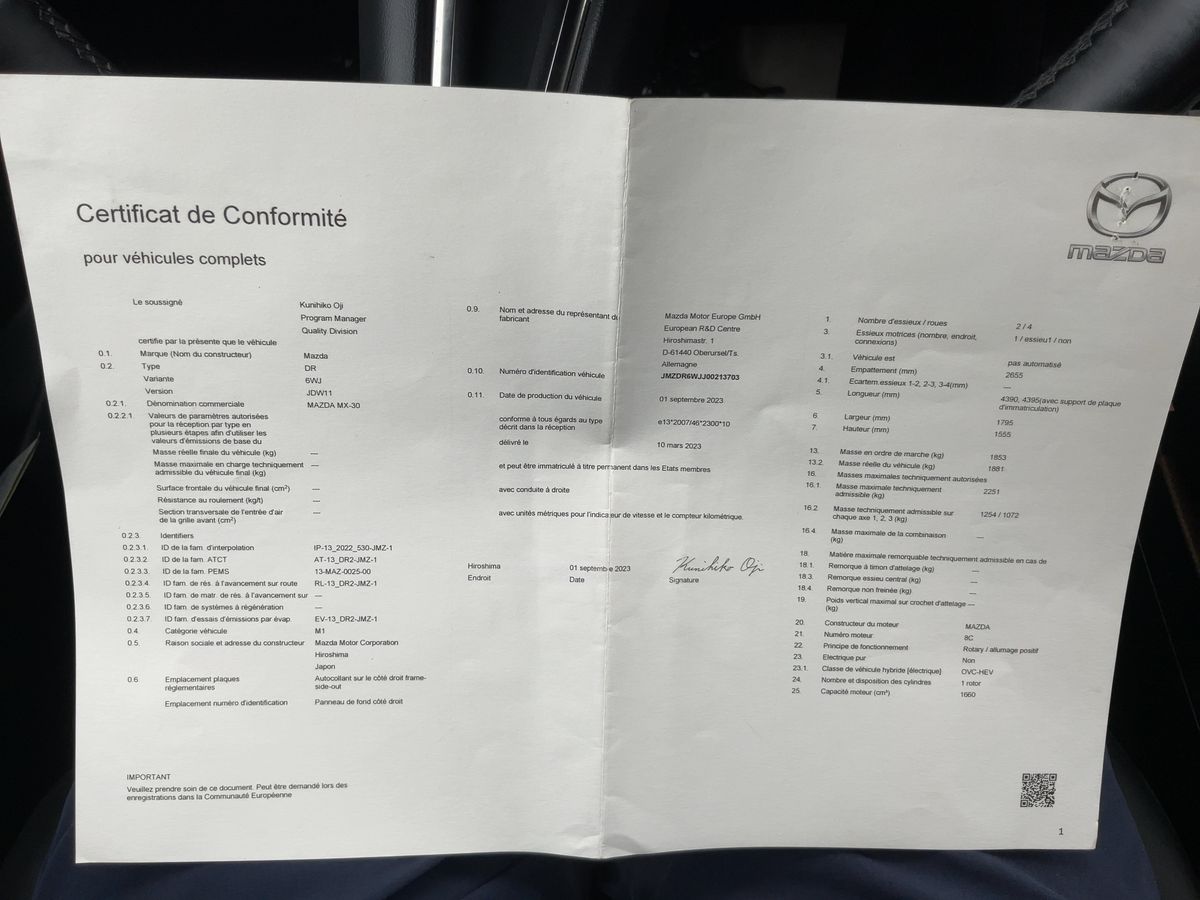 Certificat de Conformité
pour véhicules complets
Le soussigné Kunihiko Oji
Program Manager
Quality Division
certifie par la présente que le véhicule
0.1. Marque (Nom du constructeur) Mazda
0.2. Type DR
Variante 6WJ
Version JDW11
0.2.1. Dénomination commerciale MAZDA MX-30
0.2.2.1. Valeurs de paramètres autorisées
pour la réception par type en
plusieurs étapes afin d'utiliser les
valeurs d'émissions de base du
Masse réelle finale du véhicule (kg) ---
Masse maximale en charge techniquement ---
admissible du véhicule final (kg)
Surface frontale du véhicule final (cm²) ---
Résistance au roulement (kg/t) ---
Section transversale de l'entrée d'air ---
de la grille avant (cm²)
0.2.3. Identifiers
0.2.3.1. ID de la fam. d'interpolation IP-13_2022_530-JMZ-1
0.2.3.2. ID de la fam. ATCT AT-13_DR2-JMZ-1
0.2.3.3. ID de la fam. PEMS 13-MAZ-0025-00
0.2.3.4. ID fam. de rés. à l'avancement sur route RL-13_DR2-JMZ-1
0.2.3.5. ID fam. de matr. de rés. à l'avancement sur ---
0.2.3.6. ID fam. de systèmes à régénération ---
0.2.3.7. ID fam. d'essais d'émissions par évap. EV-13_DR2-JMZ-1
0.4. Catégorie véhicule M1
0.5. Raison sociale et adresse du constructeur Mazda Motor Corporation
Hiroshima
Japon
0.6. Emplacement plaques Autocollant sur le côté droit frame-
réglementaires side-out
Emplacement numéro d'identification Panneau de fond côté droit
IMPORTANT
Veuillez prendre soin de ce document. Peut être demandé lors des
enregistrations dans la Communauté Européenne
0.9. Nom et adresse du représentant du Mazda Motor Europe GmbH
fabricant European R&D Centre
Hiroshimastr. 1
D-61440 Oberursel/Ts.
Allemagne
0.10. Numéro d'identification véhicule JMZDR6WJJ00213703
0.11. Date de production du véhicule 01 septembre 2023
conforme à tous égards au type e13*2007/46*2300*10
décrit dans la réception
délivré le 10 mars 2023
et peut être immatriculé à titre permanent dans les Etats membres
avec conduite à droite
avec unités métriques pour l'indicateur de vitesse et le compteur kilométrique.
Hiroshima 01 septembre 2023 Kunihiko Oji
Endroit Date Signature
mazda
1. Nombre d'essieux / roues 2 / 4
3. Essieux motrices (nombre, endroit, 1 / essieu1 / non
connexions)
3.1. Véhicule est pas automatisé
4. Empattement (mm) 2655
4.1. Ecartem.essieux 1-2, 2-3, 3-4(mm) ---
5. Longueur (mm) 4390, 4395(avec support de plaque
d'immatriculation)
6. Largeur (mm) 1795
7. Hauteur (mm) 1555
13. Masse en ordre de marche (kg) 1853
13.2. Masse réelle du véhicule (kg) 1881
16. Masses maximales techniquement autorisées
16.1. Masse maximale techniquement 2251
admissible (kg)
16.2 Masse techniquement admissible sur 1254 / 1072
chaque axe 1, 2, 3 (kg)
16.4. Masse maximale de la combinaison ---
(kg)
18. Matière maximale remorquable techniquement admissible en cas de
18.1. Remorque à timon d'attelage (kg) ---
18.3. Remorque essieu central (kg) ---
18.4. Remorque non freinée (kg) ---
19. Poids vertical maximal sur crochet d'attelage ---
(kg)
20. Constructeur du moteur MAZDA
21. Numéro moteur 8C
22. Principe de fonctionnement Rotary / allumage positif
23. Electrique pur Non
23.1. Classe de véhicule hybride [électrique] OVC-HEV
24. Nombre et disposition des cylindres 1 rotor
25. Capacité moteur (cm³) 1660
1